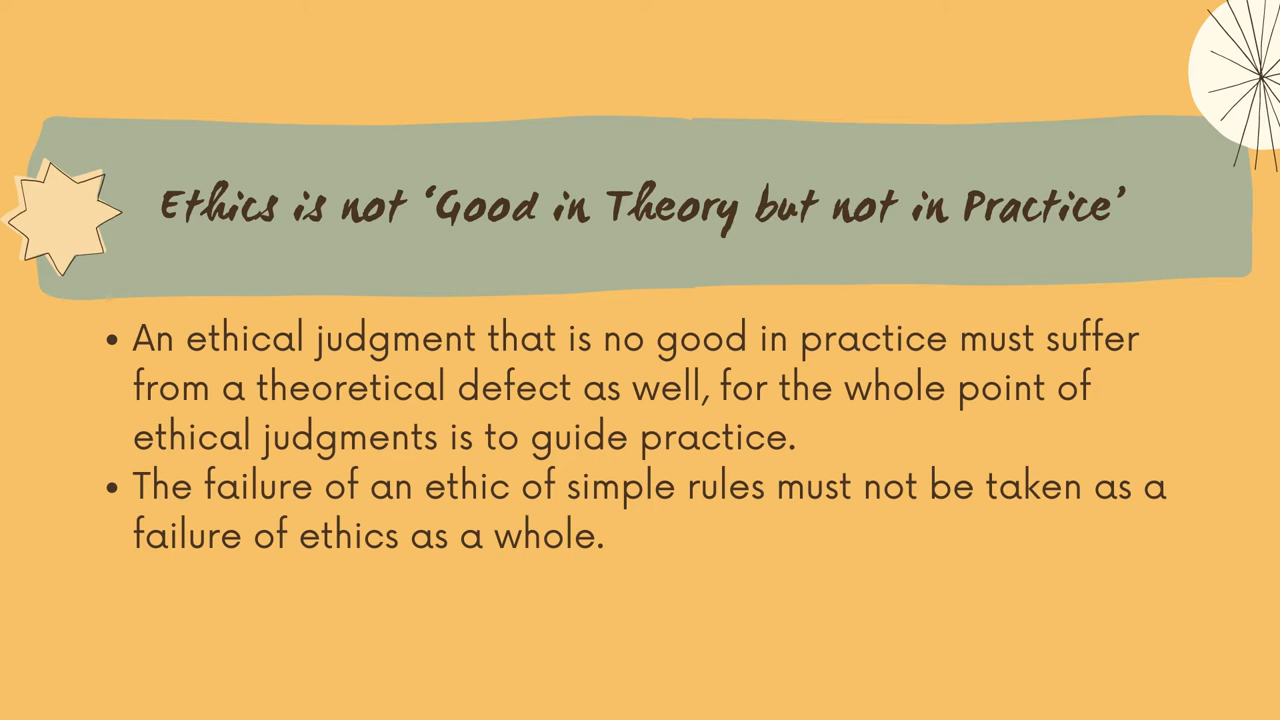 Ethics is not ‘Good in Theory but not in Practice’
• An ethical judgment that is no good in practice must suffer
from a theoretical defect as well, for the whole point of
ethical judgments is to guide practice.
• The failure of an ethic of simple rules must not be taken as a
failure of ethics as a whole.